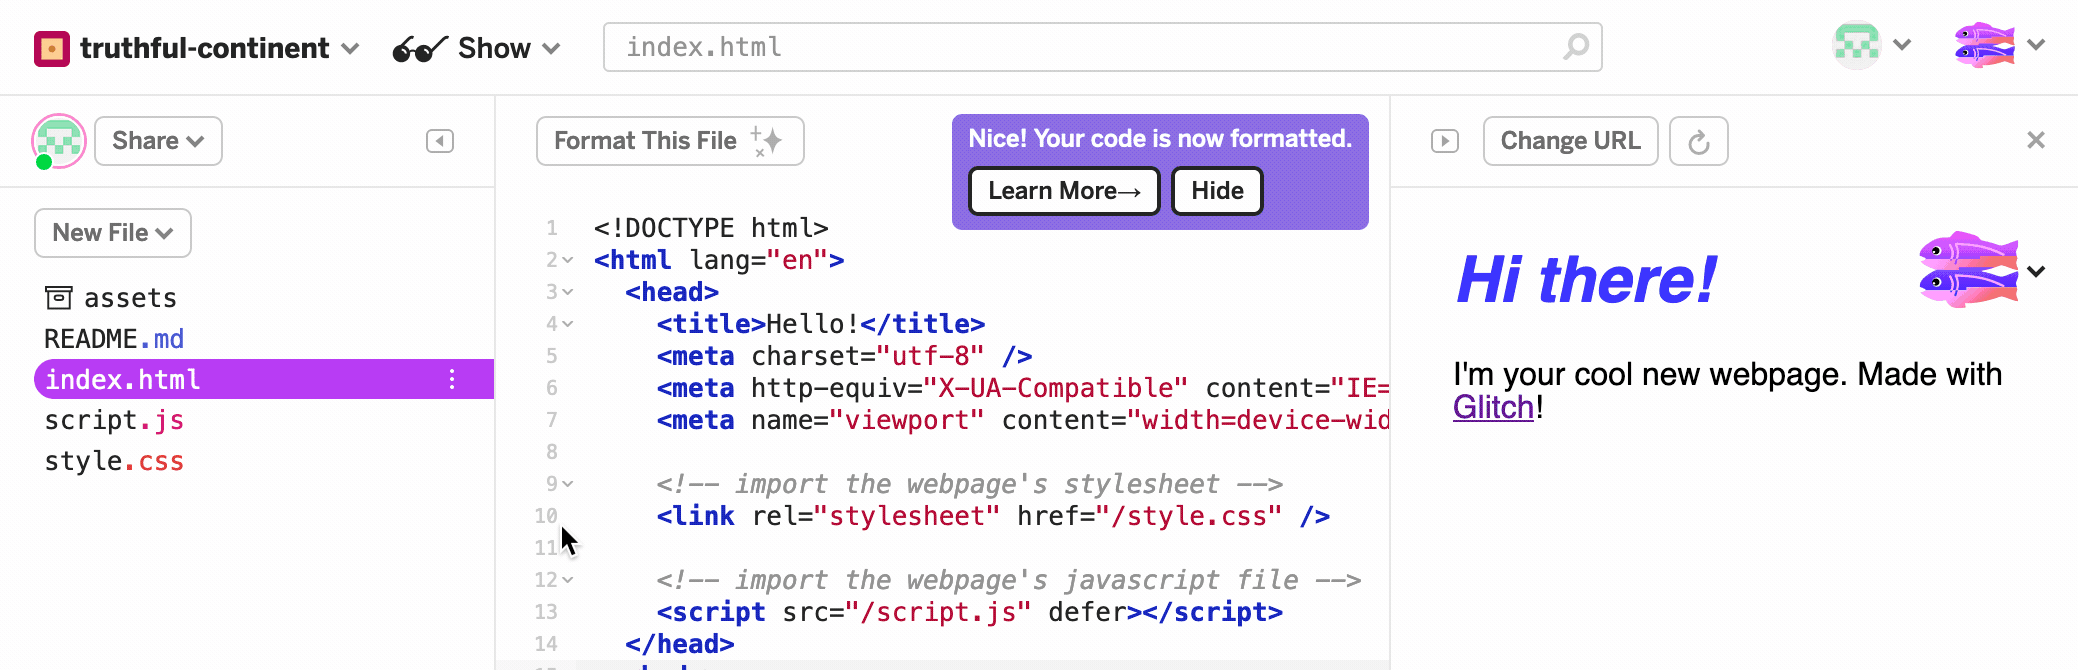 truthful-continent
Show
index.html
Share
Format This File
Nice! Your code is now formatted.
Learn More→
Hide
Change URL
New File
assets
README.md
index.html
script.js
style.css
1 <!DOCTYPE html>
2 <html lang="en">
3 <head>
4 <title>Hello!</title>
5 <meta charset="utf-8" />
6 <meta http-equiv="X-UA-Compatible" content="IE=
7 <meta name="viewport" content="width=device-wid
8
9 <!-- import the webpage's stylesheet -->
10 <link rel="stylesheet" href="/style.css" />
11
12 <!-- import the webpage's javascript file -->
13 <script src="/script.js" defer></script>
14 </head>
Hi there!
I'm your cool new webpage. Made with
Glitch!